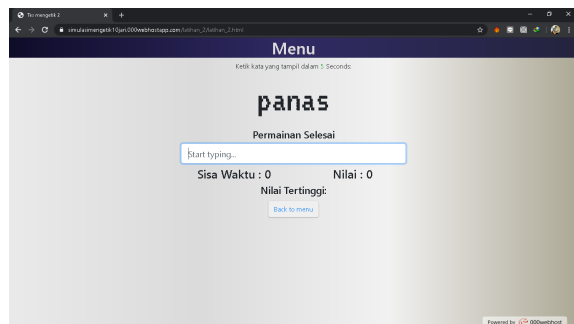 Tio mengetik 2
simulasimengetik10jari.000webhostapp.com/latihan_2/latihan_2.html
Menu
Ketik kata yang tampil dalam 5 Seconds:
panas
Permainan Selesai
Start typing...
Sisa Waktu : 0 Nilai : 0
Nilai Tertinggi:
Back to menu
Powered by 000webhost